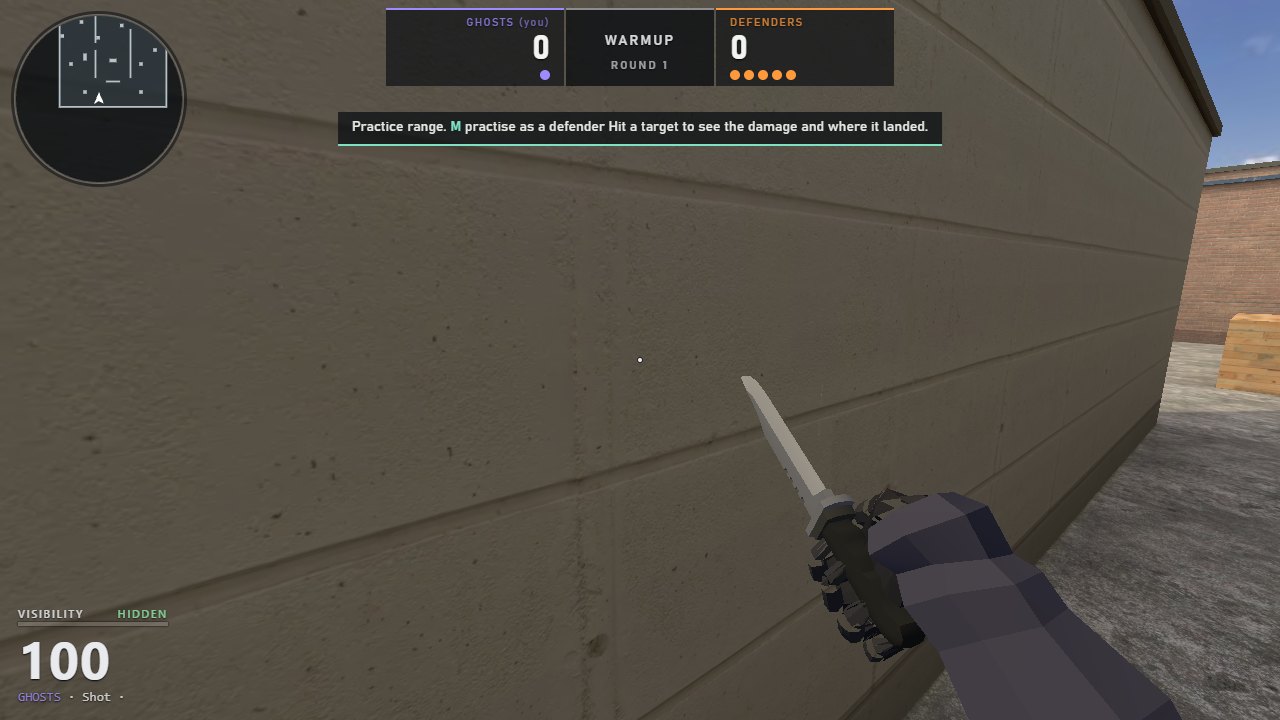 GHOSTS (you)
0
WARMUP
ROUND 1
DEFENDERS
0
Practice range. M practise as a defender Hit a target to see the damage and where it landed.
VISIBILITY HIDDEN
100
GHOSTS · Shot ·